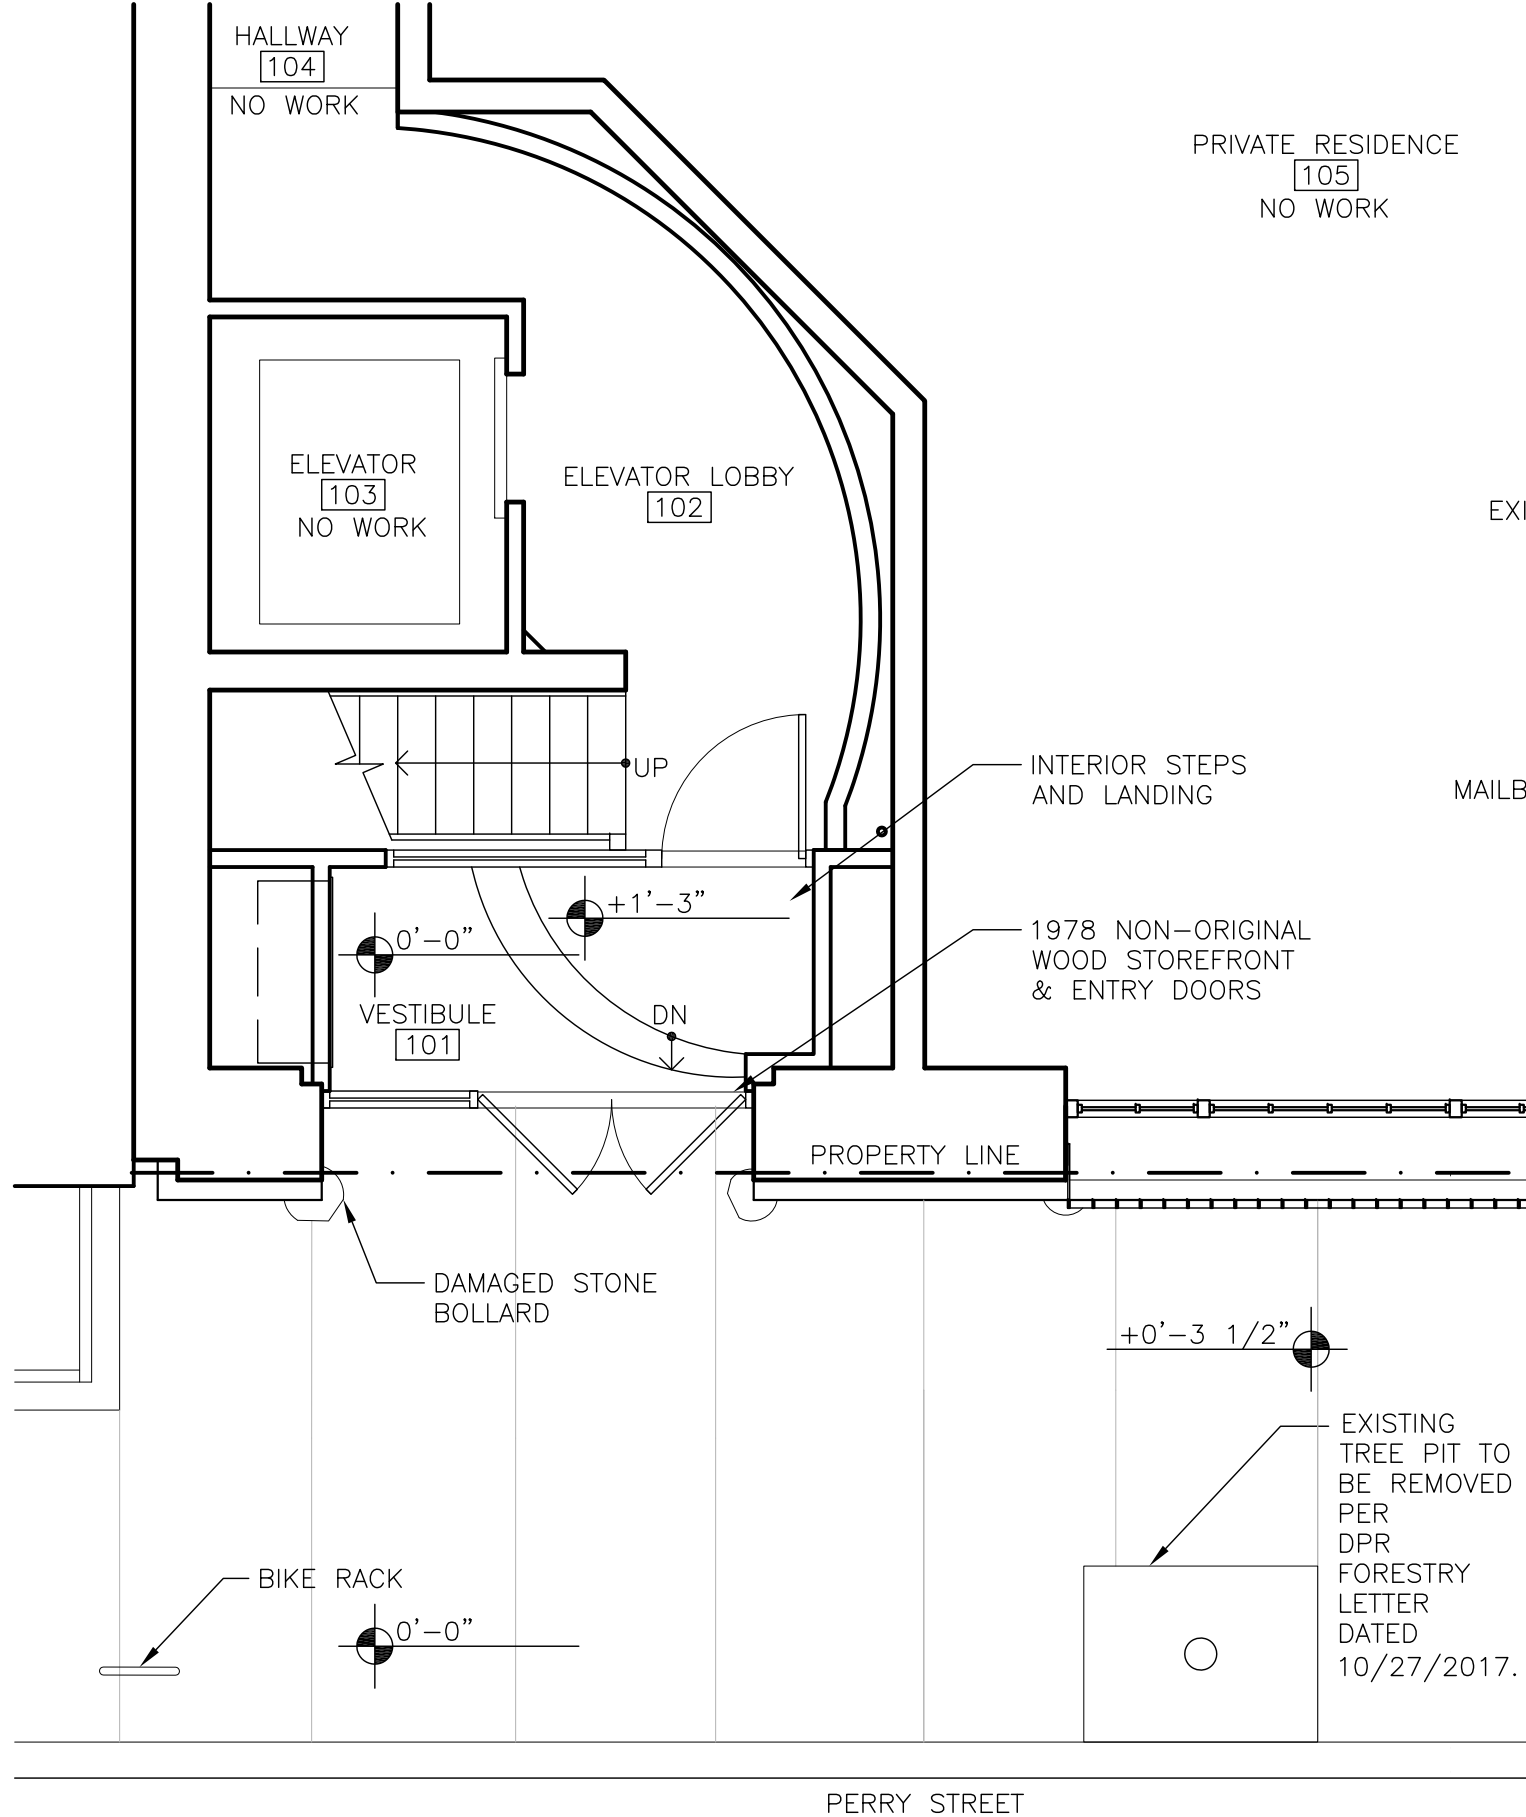 HALLWAY
104
NO WORK
PRIVATE RESIDENCE
105
NO WORK
ELEVATOR
103
NO WORK
ELEVATOR LOBBY
102
EXI
UP
INTERIOR STEPS
AND LANDING
MAILB
+1'-3"
0'-0"
1978 NON-ORIGINAL
WOOD STOREFRONT
& ENTRY DOORS
VESTIBULE
101
DN
PROPERTY LINE
DAMAGED STONE
BOLLARD
+0'-3 1/2"
EXISTING
TREE PIT TO
BE REMOVED
PER
DPR
FORESTRY
LETTER
DATED
10/27/2017.
BIKE RACK
0'-0"
PERRY STREET